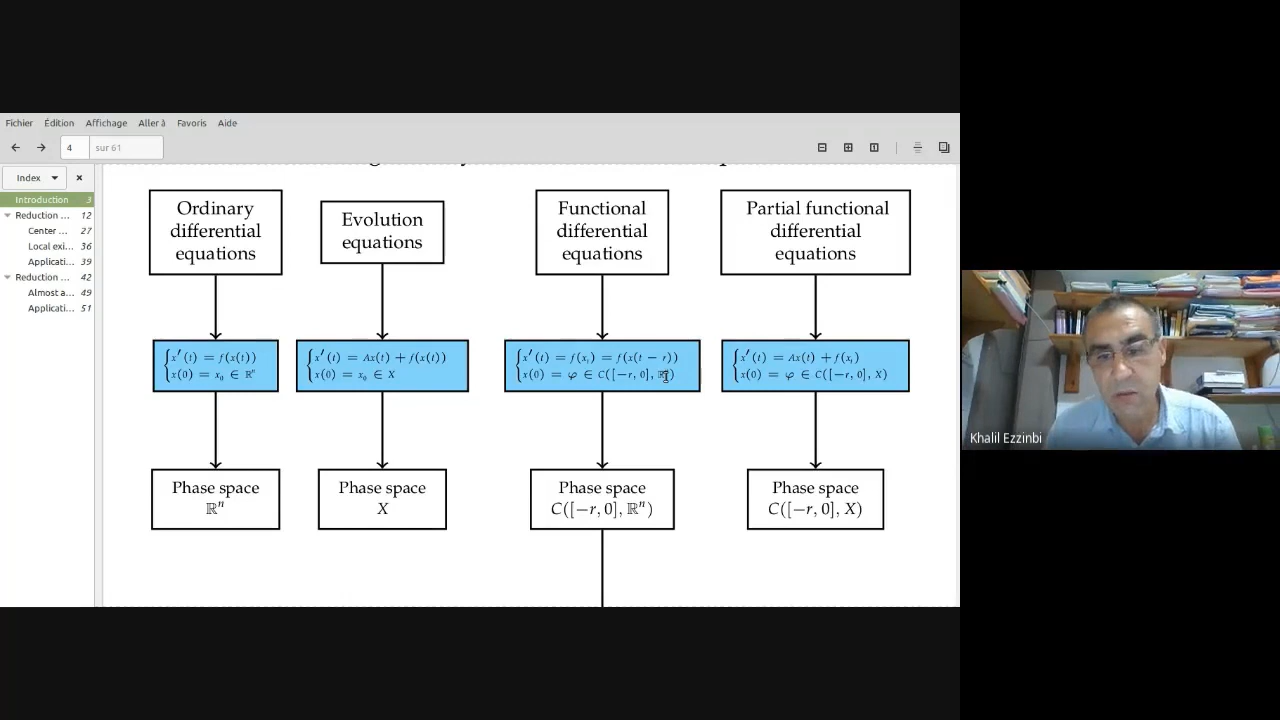 Fichier Édition Affichage Aller à Favoris Aide
4 sur 61
Index
Introduction 3
Reduction ... 12
Center ... 27
Local exi... 36
Applicati... 39
Reduction ... 42
Almost a... 49
Applicati... 51
Ordinary
differential
equations
Evolution
equations
Functional
differential
equations
Partial functional
differential
equations
x′(t) = f(x(t))
x(0) = x₀ ∈ ℝⁿ
x′(t) = Ax(t) + f(x(t))
x(0) = x₀ ∈ X
x′(t) = f(xₜ) = f(x(t − r))
x(0) = φ ∈ C([−r, 0], ℝⁿ)
x′(t) = Ax(t) + f(xₜ)
x(0) = φ ∈ C([−r, 0], X)
Phase space
ℝⁿ
Phase space
X
Phase space
C([−r, 0], ℝⁿ)
Phase space
C([−r, 0], X)
Khalil Ezzinbi